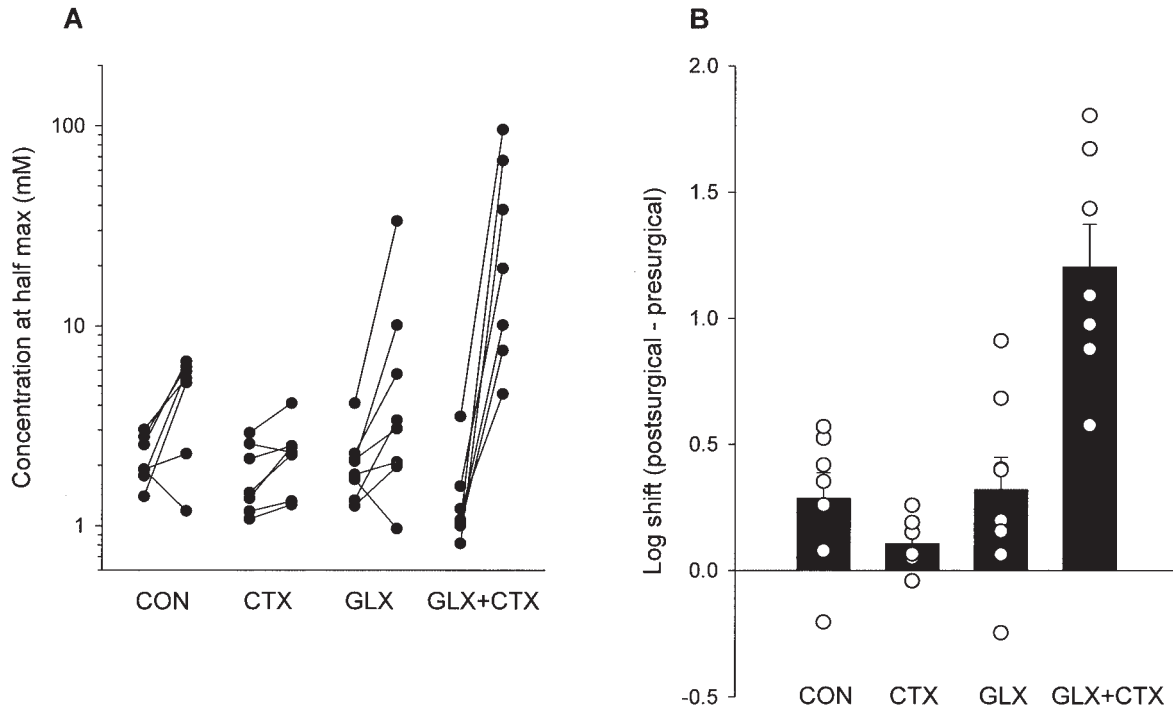 A
Concentration at half max (mM)
100
10
1
CON CTX GLX GLX+CTX
B
Log shift (postsurgical - presurgical)
2.0
1.5
1.0
0.5
0.0
-0.5
CON CTX GLX GLX+CTX